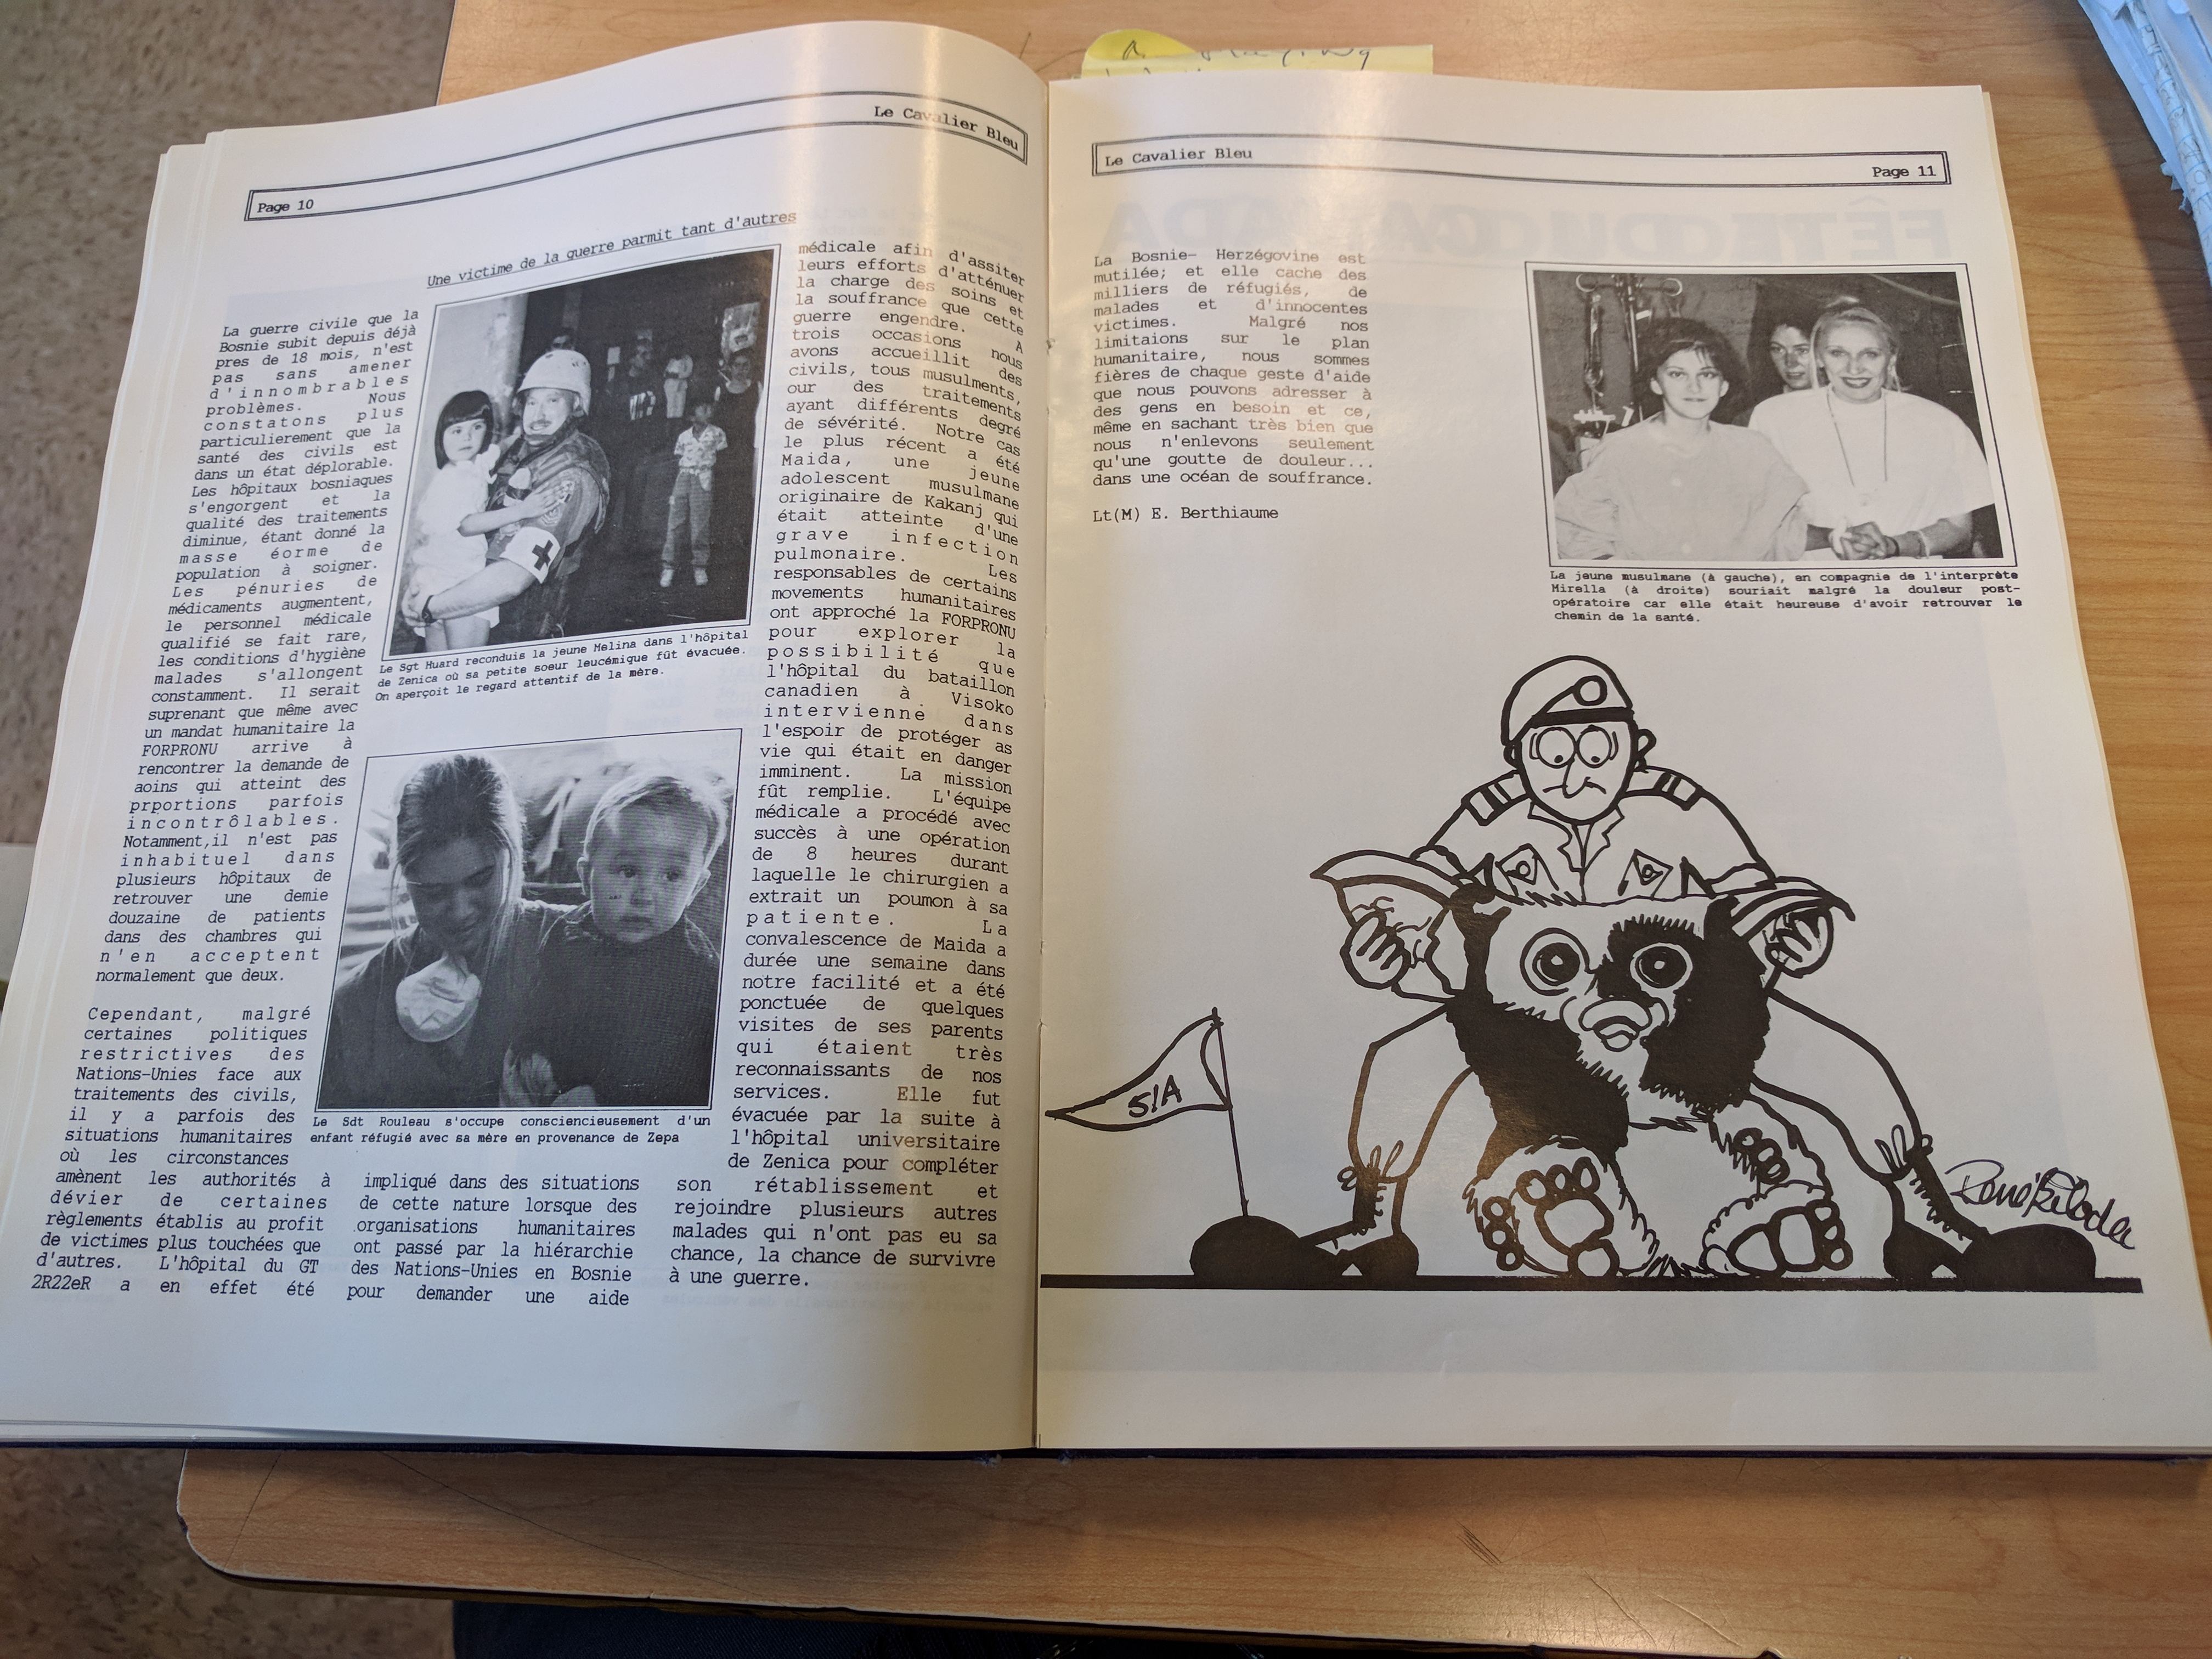 Le Cavalier Bleu
Page 10
Une victime de la guerre parmit tant d'autres
La guerre civile que la
Bosnie subit depuis déjà
pres de 18 mois, n'est
pas sans amener
d'innombrables
problèmes. Nous
constatons plus
particulierement que la
santé des civils est
dans un état déplorable.
Les hôpitaux bosniaques
s'engorgent et la
qualité des traitements
diminue, étant donné la
masse éorme de
population à soigner.
Les pénuries de
médicaments augmentent,
le personnel médicale
qualifié se fait rare,
les conditions d'hygiène
malades s'allongent
constamment. Il serait
suprenant que même avec
un mandat humanitaire la
FORPRONU arrive à
rencontrer la demande de
aoins qui atteint des
prportions parfois
incontrôlables.
Notamment,il n'est pas
inhabituel dans
plusieurs hôpitaux de
retrouver une demie
douzaine de patients
dans des chambres qui
n'en acceptent
normalement que deux.
Cependant, malgré
certaines politiques
restrictives des
Nations-Unies face aux
traitements des civils,
il y a parfois des
situations humanitaires
où les circonstances
amènent les authorités à
dévier de certaines
règlements établis au profit
de victimes plus touchées que
d'autres. L'hôpital du GT
2R22eR a en effet été
Le Sgt Huard reconduis la jeune Melina dans l'hôpital
de Zenica où sa petite soeur leucémique fût évacuée.
On aperçoit le regard attentif de la mère.
Le Sdt Rouleau s'occupe consciencieusement d'un
enfant réfugié avec sa mère en provenance de Zepa
impliqué dans des situations
de cette nature lorsque des
organisations humanitaires
ont passé par la hiérarchie
des Nations-Unies en Bosnie
pour demander une aide
médicale afin d'assiter
leurs efforts d'atténuer
la charge des soins et
la souffrance que cette
guerre engendre. A
trois occasions nous
avons accueillit des
civils, tous musulments,
our des traitements
ayant différents degré
de sévérité. Notre cas
le plus récent a été
Maida, une jeune
adolescent musulmane
originaire de Kakanj qui
était atteinte d'une
grave infection
pulmonaire. Les
responsables de certains
movements humanitaires
ont approché la FORPRONU
pour explorer la
possibilité que
l'hôpital du bataillon
canadien à Visoko
intervienne dans
l'espoir de protéger as
vie qui était en danger
imminent. La mission
fût remplie. L'équipe
médicale a procédé avec
succès à une opération
de 8 heures durant
laquelle le chirurgien a
extrait un poumon à sa
patiente. La
convalescence de Maida a
durée une semaine dans
notre facilité et a été
ponctuée de quelques
visites de ses parents
qui étaient très
reconnaissants de nos
services. Elle fut
évacuée par la suite à
l'hôpital universitaire
de Zenica pour compléter
son rétablissement et
rejoindre plusieurs autres
malades qui n'ont pas eu sa
chance, la chance de survivre
à une guerre.
Le Cavalier Bleu
Page 11
La Bosnie- Herzégovine est
mutilée; et elle cache des
milliers de réfugiés, de
malades et d'innocentes
victimes. Malgré nos
limitaions sur le plan
humanitaire, nous sommes
fières de chaque geste d'aide
que nous pouvons adresser à
des gens en besoin et ce,
même en sachant très bien que
nous n'enlevons seulement
qu'une goutte de douleur...
dans une océan de souffrance.
Lt(M) E. Berthiaume
La jeune musulmane (à gauche), en compagnie de l'interprète
Mirella (à droite) souriait malgré la douleur post-
opératoire car elle était heureuse d'avoir retrouver le
chemin de la santé.
René